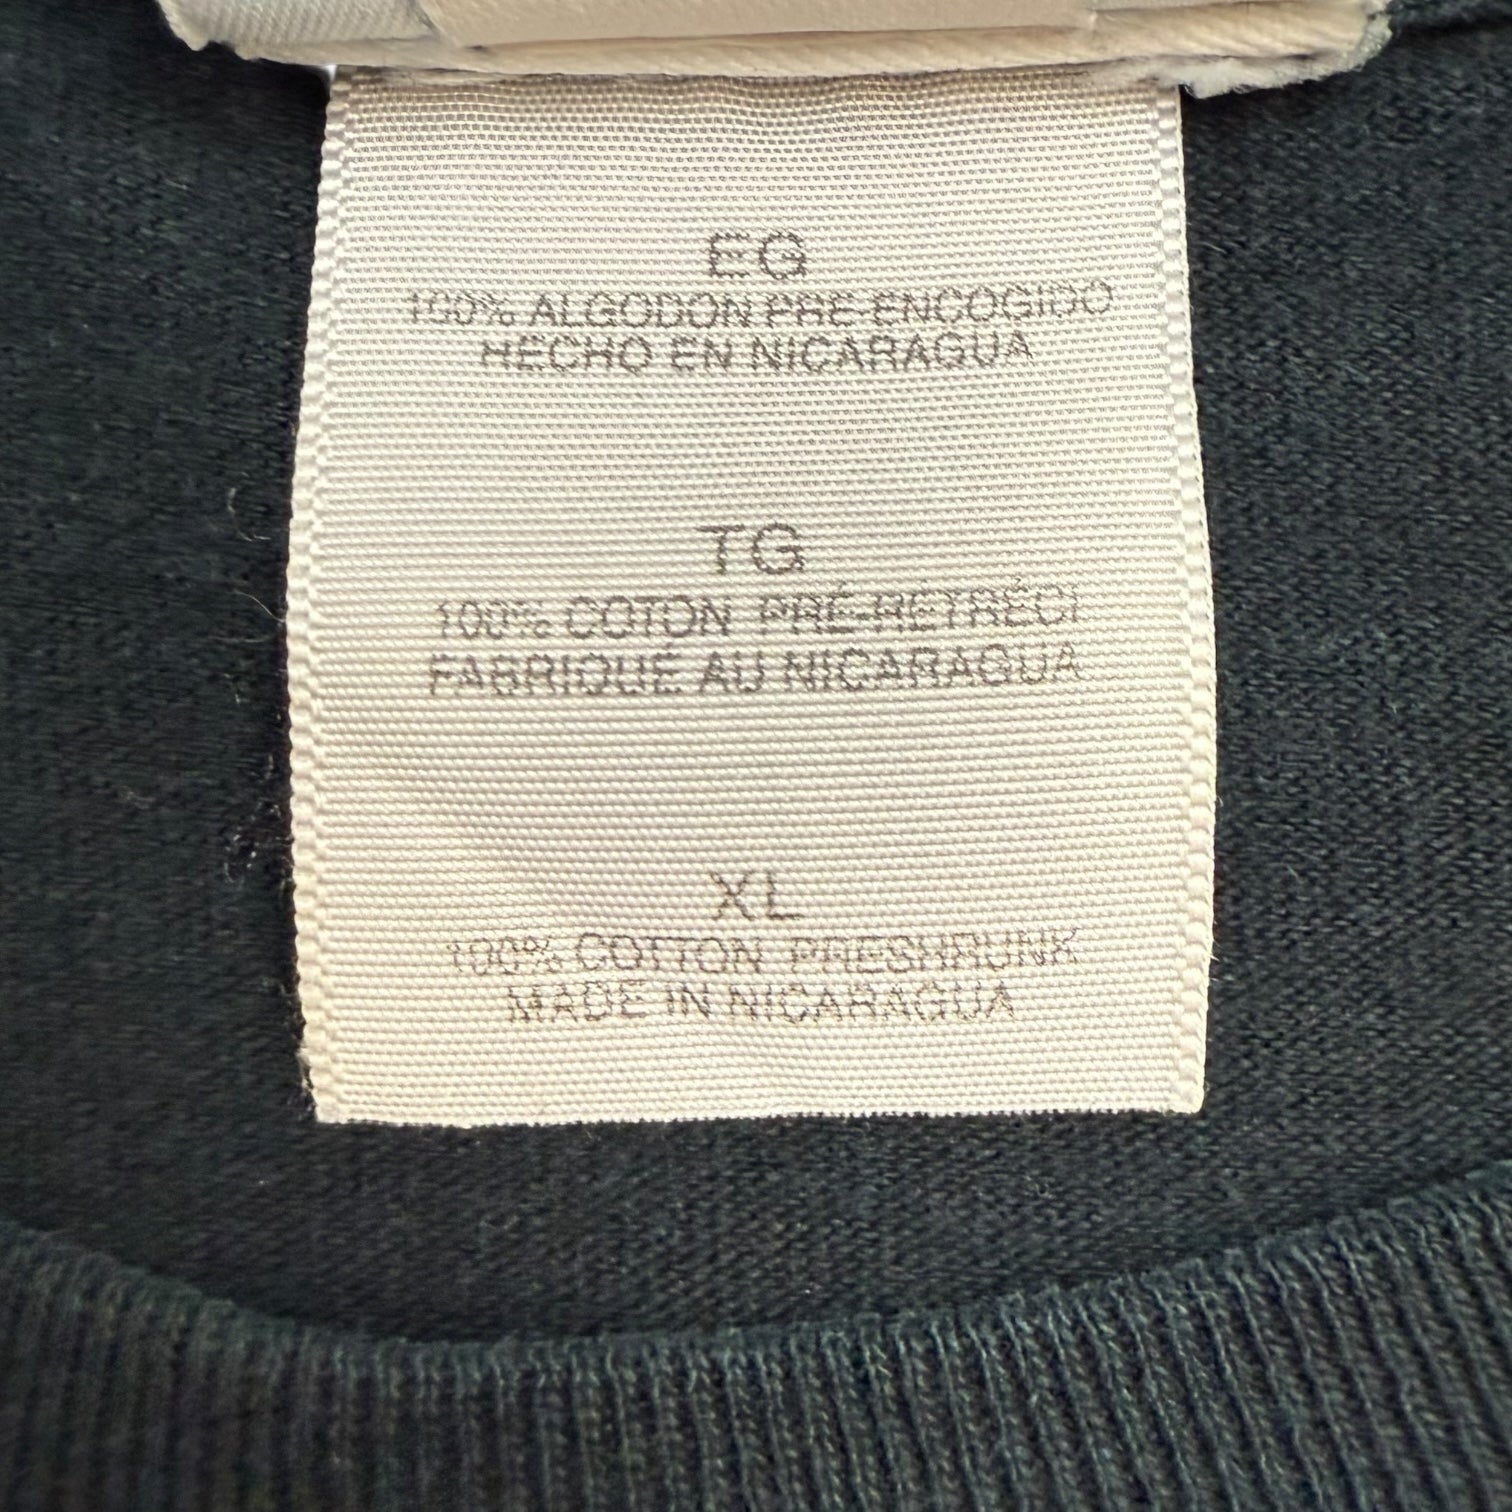 EG
100% ALGODON PRE-ENCOGIDO
HECHO EN NICARAGUA
TG
100% COTON PRÉ-RÉTRÉCI
FABRIQUÉ AU NICARAGUA
XL
100% COTTON PRESHRUNK
MADE IN NICARAGUA